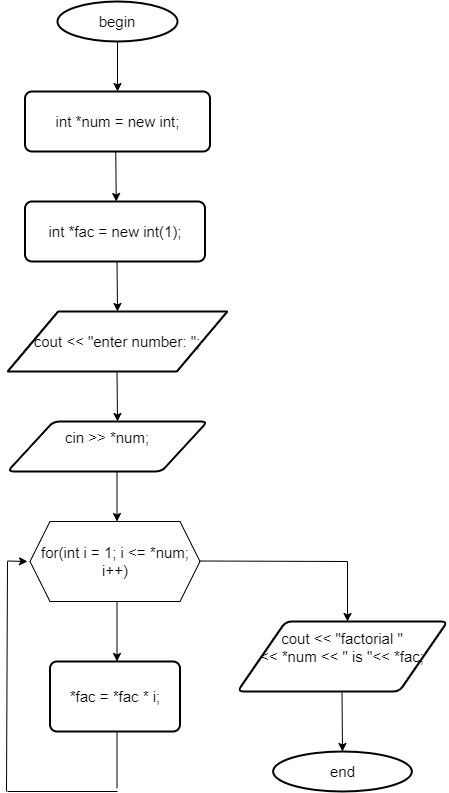 begin
int *num = new int;
int *fac = new int(1);
cout << "enter number: ";
cin >> *num;
for(int i = 1; i <= *num;
i++)
cout << "factorial "
<< *num << " is "<< *fac;
*fac = *fac * i;
end